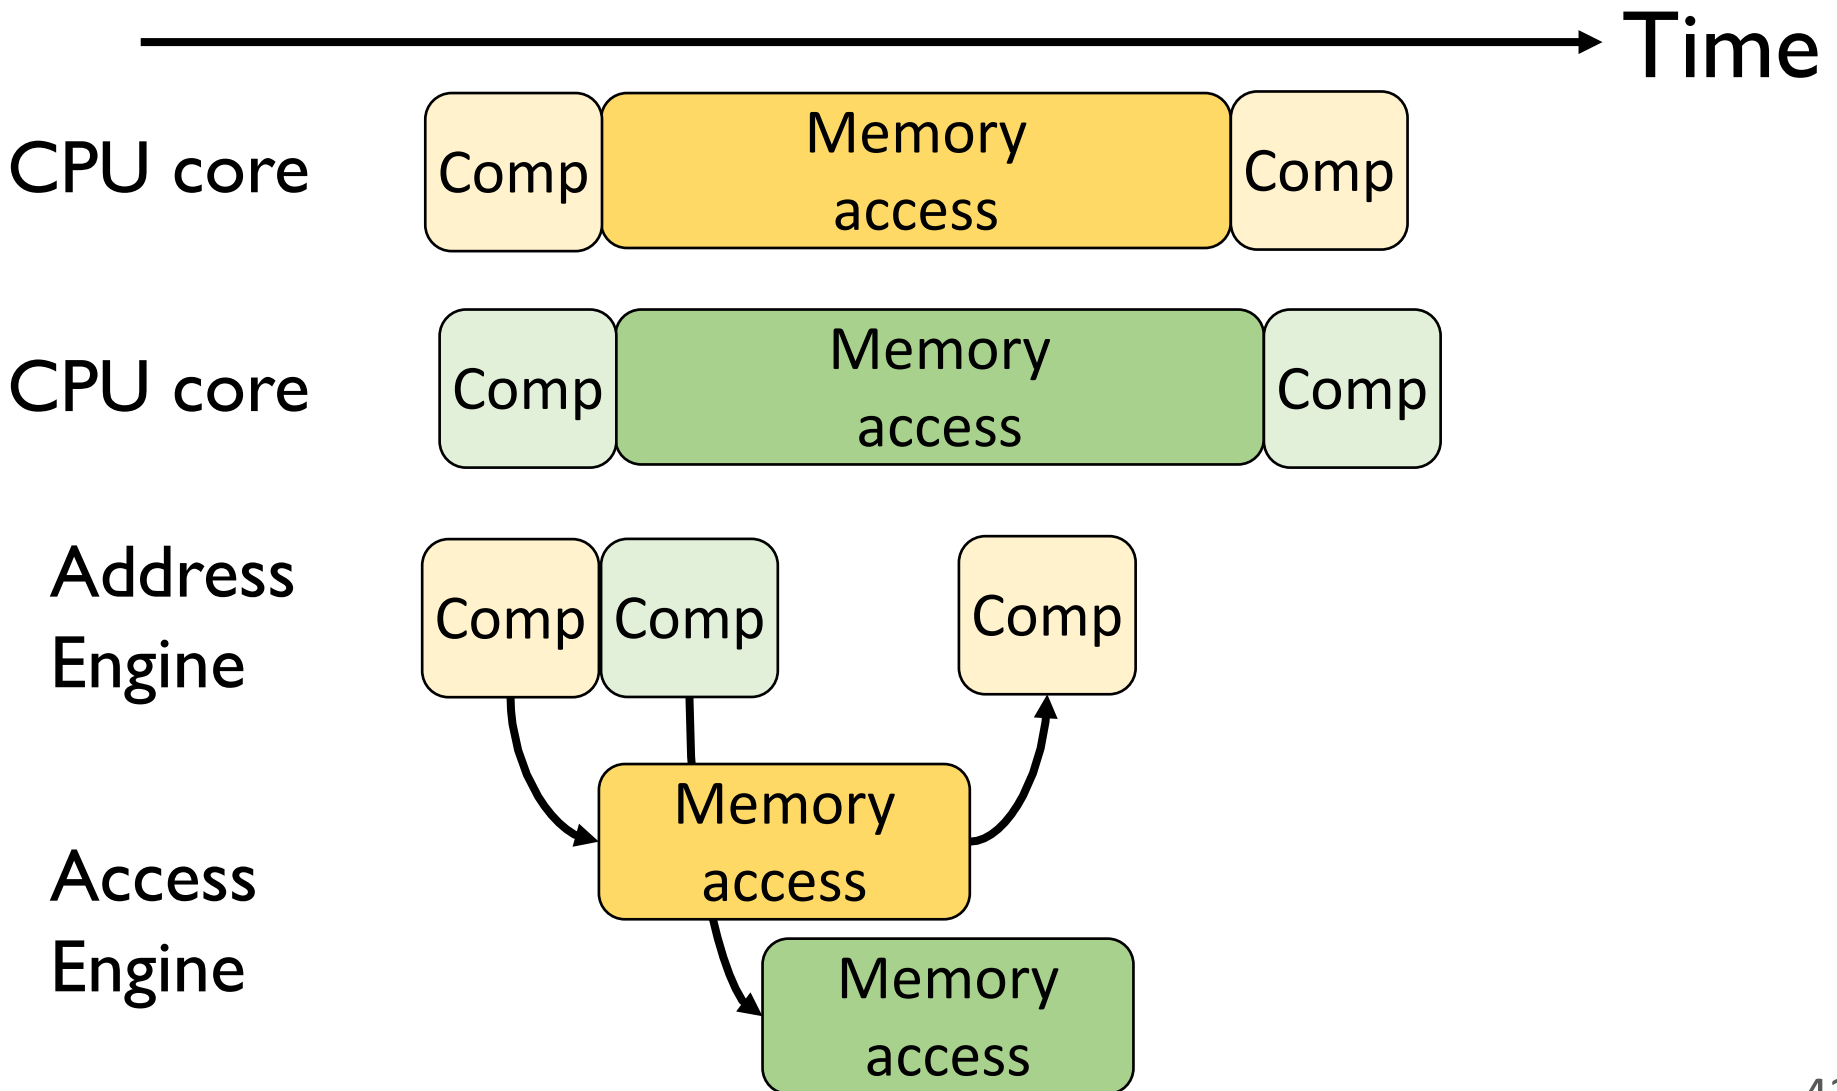 Time
CPU core
Comp
Memory
access
Comp
CPU core
Comp
Memory
access
Comp
Address
Engine
Comp
Comp
Comp
Access
Engine
Memory
access
Memory
access